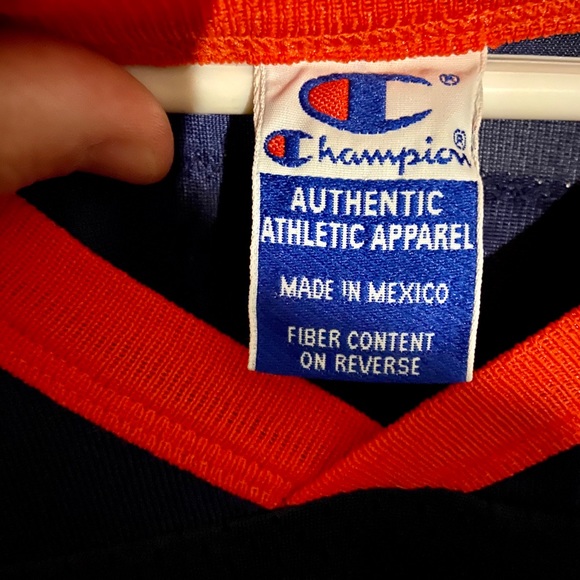 ®
Champion®
AUTHENTIC
ATHLETIC APPAREL
MADE IN MEXICO
FIBER CONTENT
ON REVERSE